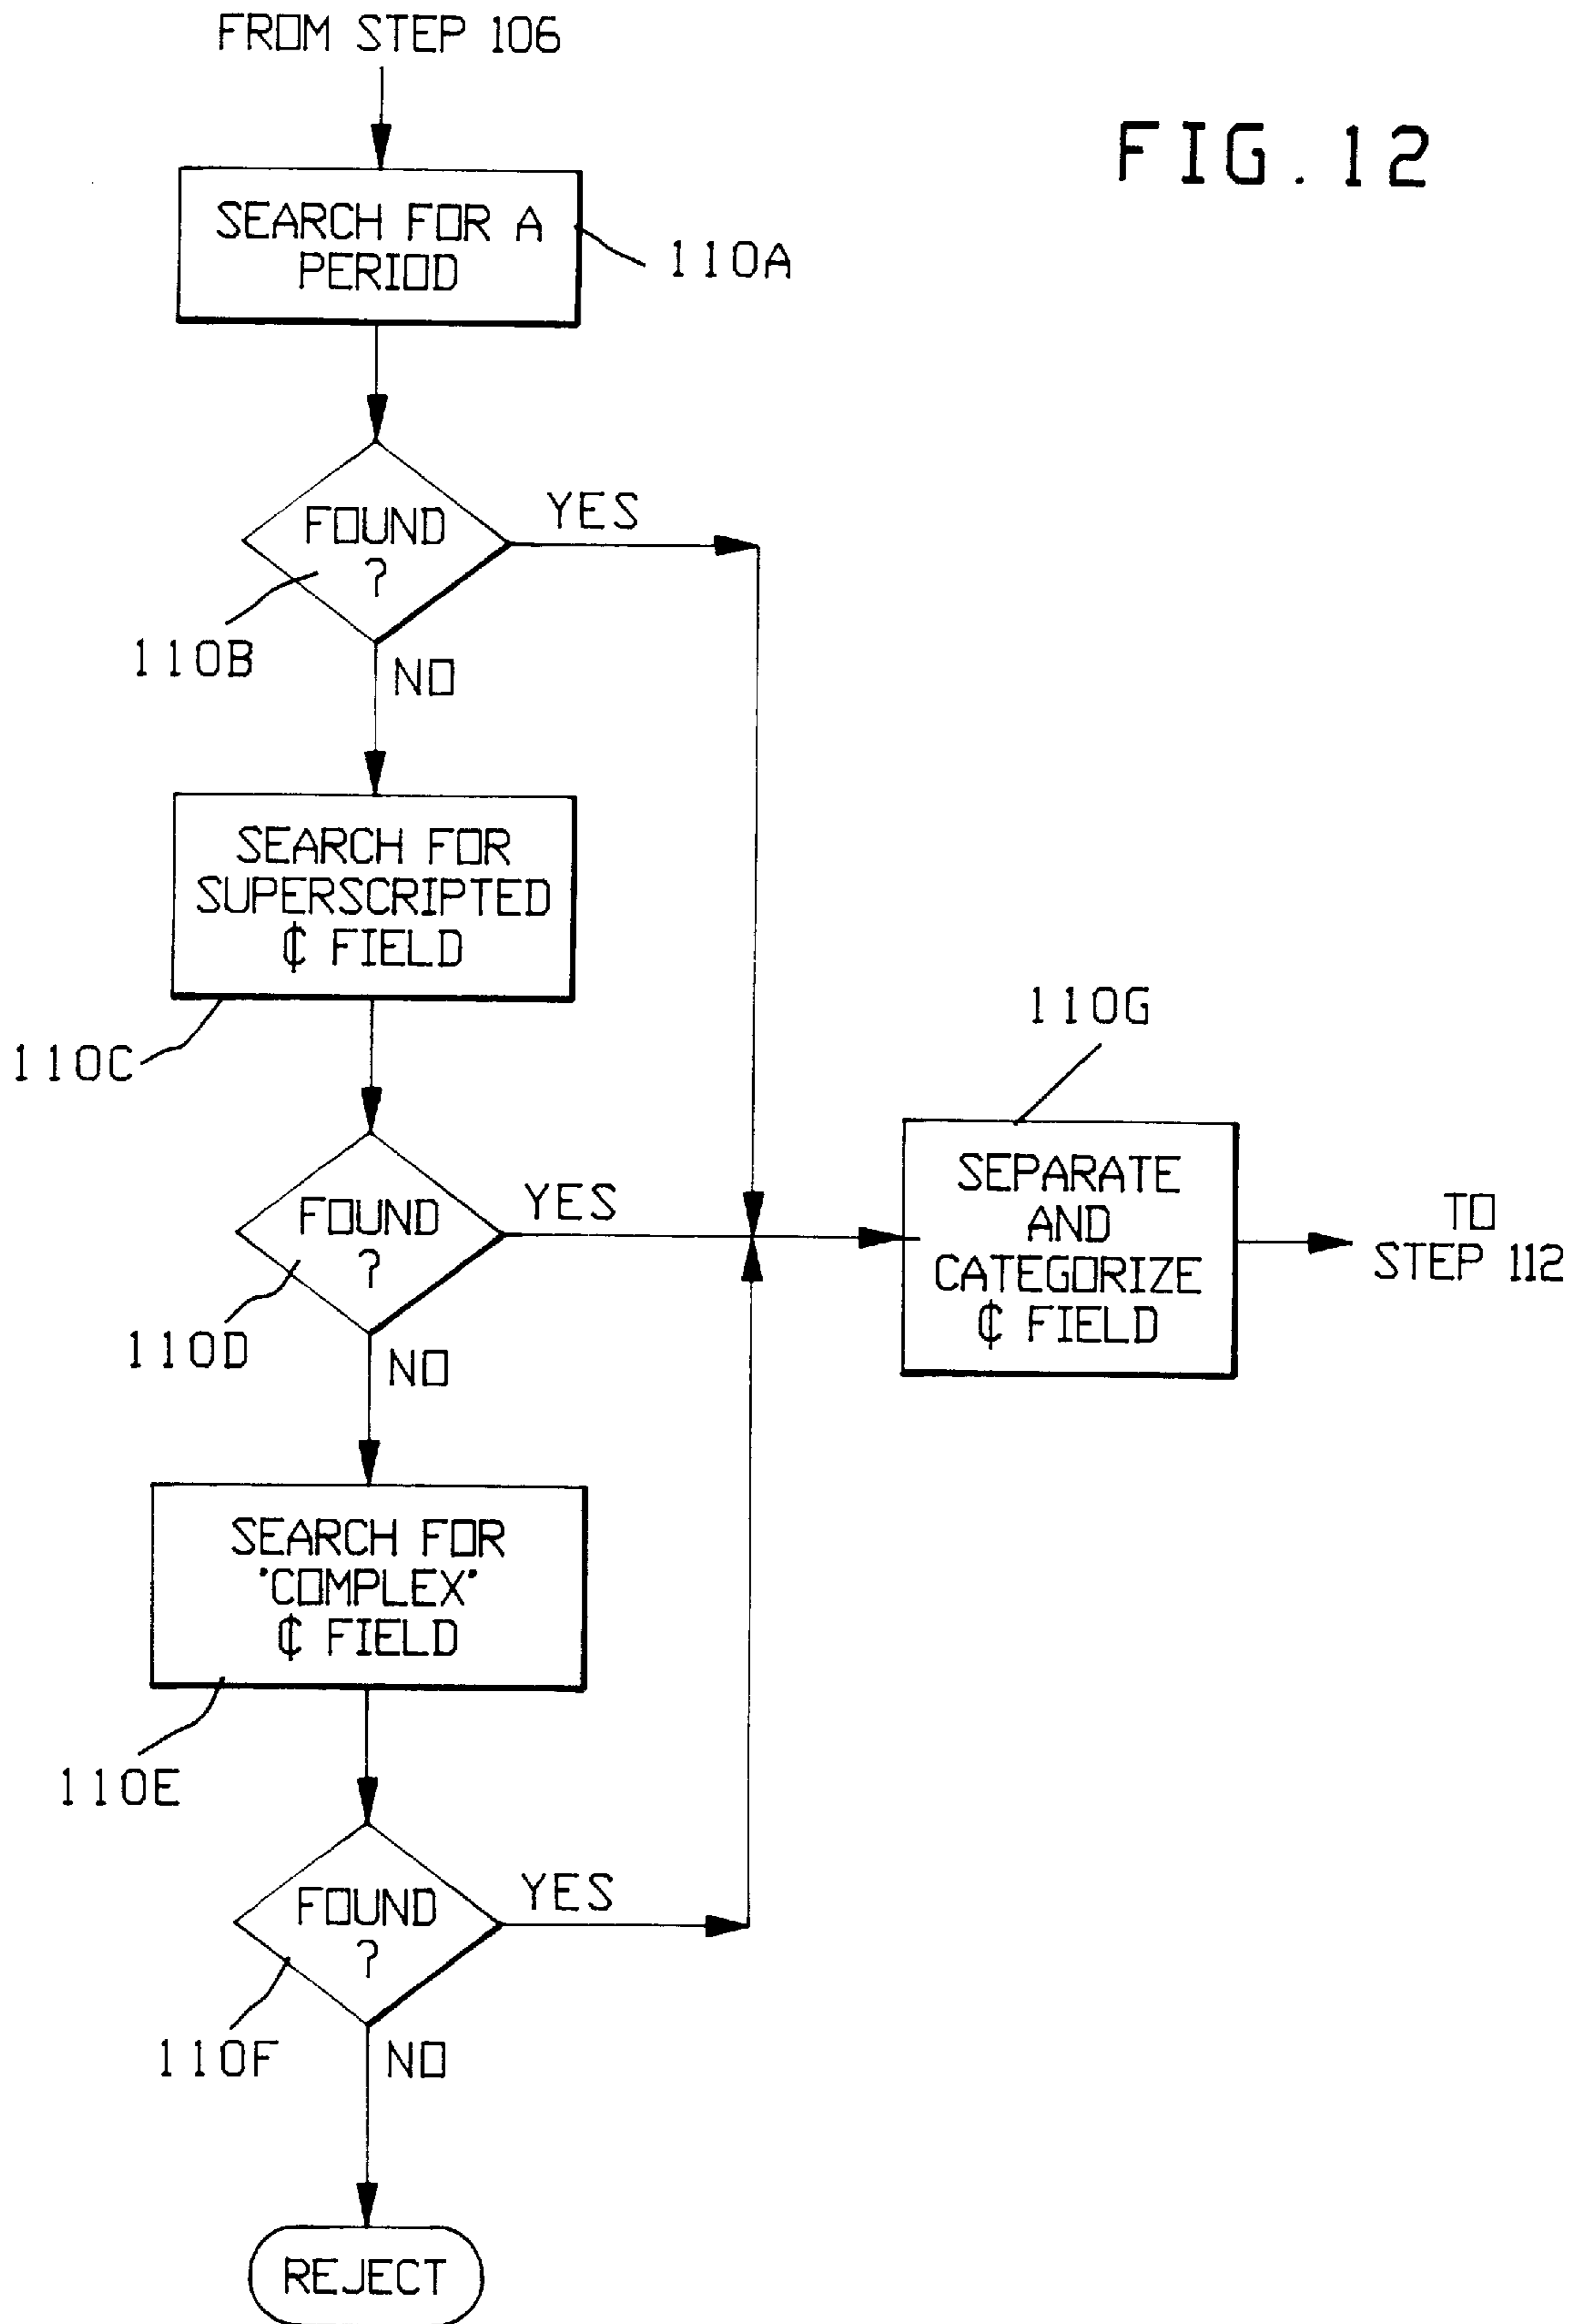 FROM STEP 106
FIG. 12
SEARCH FOR A
PERIOD
110A
FOUND
?
YES
110B
NO
SEARCH FOR
SUPERSCRIPTED
₵ FIELD
110C
110G
FOUND
?
YES
110D
NO
SEPARATE
AND
CATEGORIZE
₵ FIELD
TO
STEP 112
SEARCH FOR
"COMPLEX"
₵ FIELD
110E
FOUND
?
YES
110F
NO
REJECT